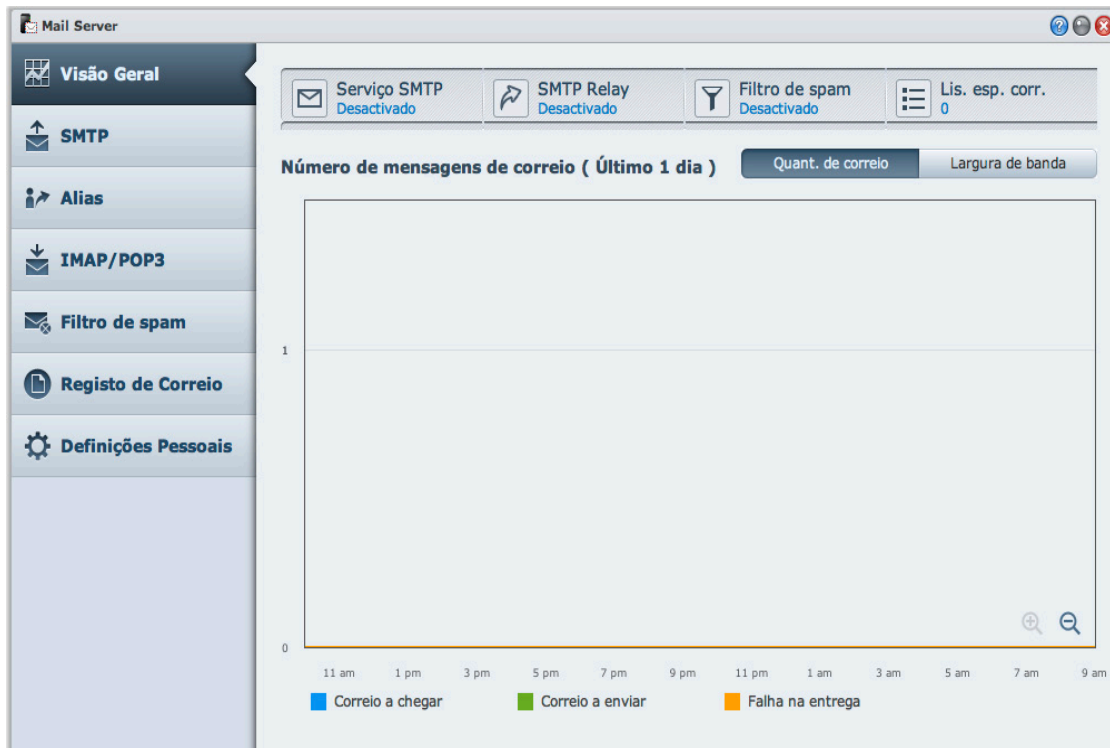 Mail Server
Visão Geral
SMTP
Alias
IMAP/POP3
Filtro de spam
Registo de Correio
Definições Pessoais
Serviço SMTP
Desactivado
SMTP Relay
Desactivado
Filtro de spam
Desactivado
Lis. esp. corr.
0
Número de mensagens de correio ( Último 1 dia )
Quant. de correio
Largura de banda
1
0
11 am 1 pm 3 pm 5 pm 7 pm 9 pm 11 pm 1 am 3 am 5 am 7 am 9 am
Correio a chegar
Correio a enviar
Falha na entrega